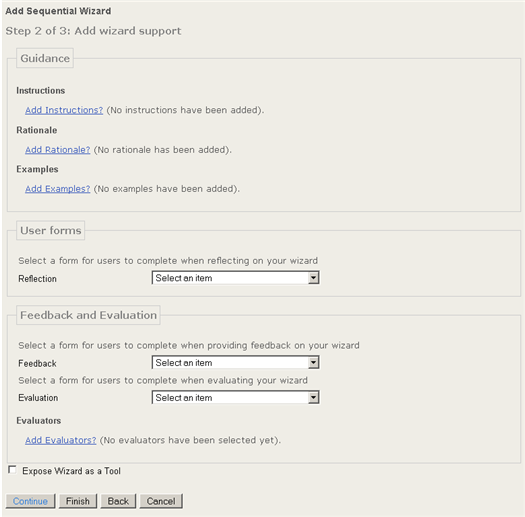 Add Sequential Wizard
Step 2 of 3: Add wizard support
Guidance
Instructions
Add Instructions? (No instructions have been added).
Rationale
Add Rationale? (No rationale has been added).
Examples
Add Examples? (No examples have been added).
User forms
Select a form for users to complete when reflecting on your wizard
Reflection Select an item
Feedback and Evaluation
Select a form for users to complete when providing feedback on your wizard
Feedback Select an item
Select a form for users to complete when evaluating your wizard
Evaluation Select an item
Evaluators
Add Evaluators? (No evaluators have been selected yet).
Expose Wizard as a Tool
Continue Finish Back Cancel